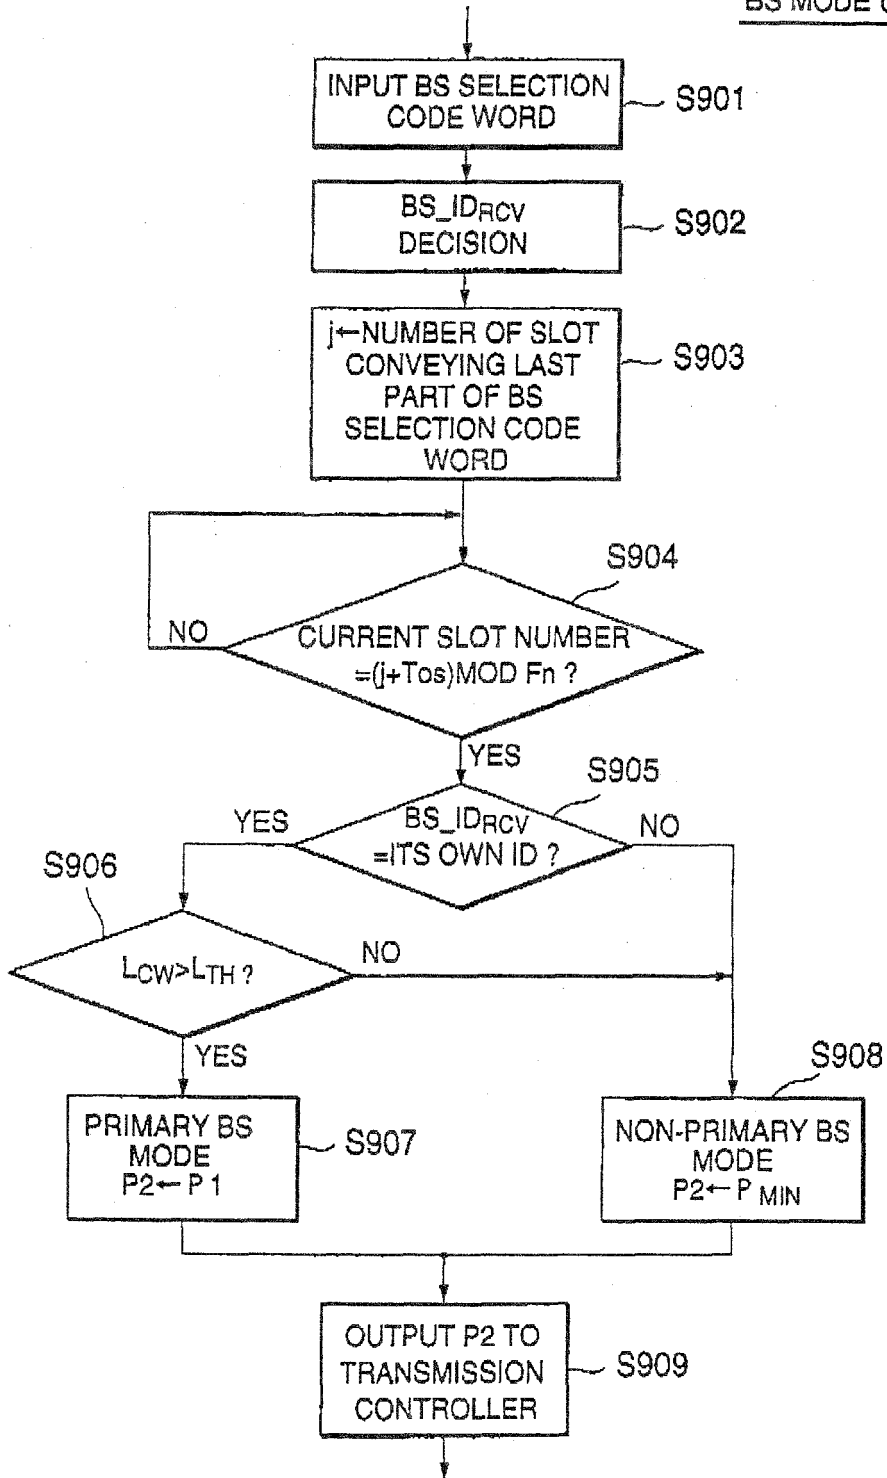 BS MODE
INPUT BS SELECTION
CODE WORD
S901
BS_IDRCV
DECISION
S902
j←NUMBER OF SLOT
CONVEYING LAST
PART OF BS
SELECTION CODE
WORD
S903
S904
NO
CURRENT SLOT NUMBER
=(j+Tos)MOD Fn ?
YES
S905
YES
BS_IDRCV
=ITS OWN ID ?
NO
S906
LCW>LTH ?
NO
YES
S908
PRIMARY BS
MODE
P2←P1
S907
NON-PRIMARY BS
MODE
P2←P MIN
OUTPUT P2 TO
TRANSMISSION
CONTROLLER
S909